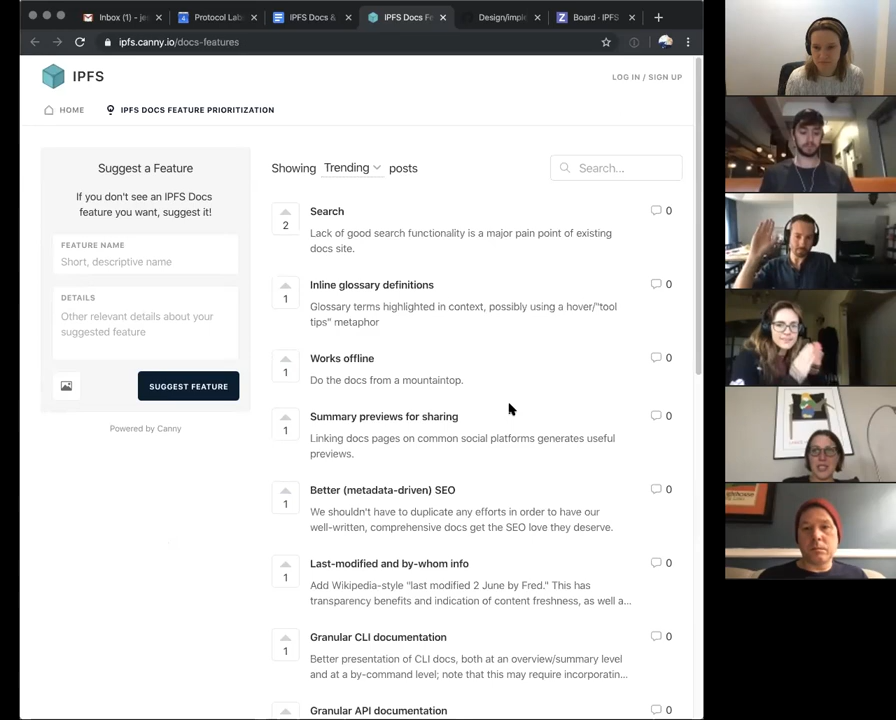 Inbox (1) - je
Protocol Lab
IPFS Docs &
IPFS Docs Fe
Design/imple
Board · IPFS
ipfs.canny.io/docs-features
IPFS
LOG IN / SIGN UP
HOME
IPFS DOCS FEATURE PRIORITIZATION
Suggest a Feature
If you don't see an IPFS Docs
feature you want, suggest it!
FEATURE NAME
Short, descriptive name
DETAILS
Other relevant details about your
suggested feature
SUGGEST FEATURE
Powered by Canny
Showing Trending posts
Search...
2
Search
0
Lack of good search functionality is a major pain point of existing
docs site.
1
Inline glossary definitions
0
Glossary terms highlighted in context, possibly using a hover/"tool
tips" metaphor
1
Works offline
0
Do the docs from a mountaintop.
1
Summary previews for sharing
0
Linking docs pages on common social platforms generates useful
previews.
1
Better (metadata-driven) SEO
0
We shouldn't have to duplicate any efforts in order to have our
well-written, comprehensive docs get the SEO love they deserve.
1
Last-modified and by-whom info
0
Add Wikipedia-style "last modified 2 June by Fred." This has
transparency benefits and indication of content freshness, as well a...
1
Granular CLI documentation
0
Better presentation of CLI docs, both at an overview/summary level
and at a by-command level; note that this may require incorporatin...
Granular API documentation
0